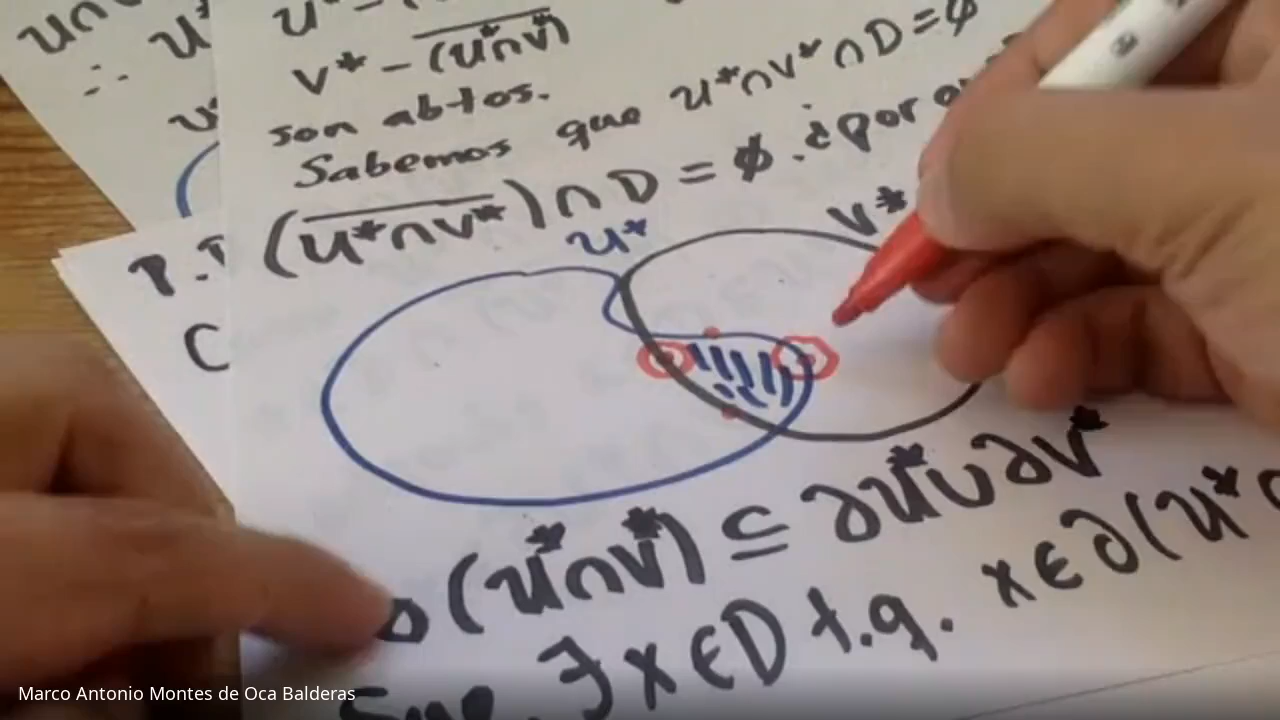 u∩
∴ u*
v*
u* -
v* - (u*∩v*)
son abtos.
Sabemos que u*∩v*∩D = ∅
(u*∩v*)∩D = ∅. ¿por
P.
C
u*
v*
∂(u*∩v*) ⊆ ∂u*∪∂v*
∃x∈D t.q. x∈∂(u*∩
Marco Antonio Montes de Oca Balderas